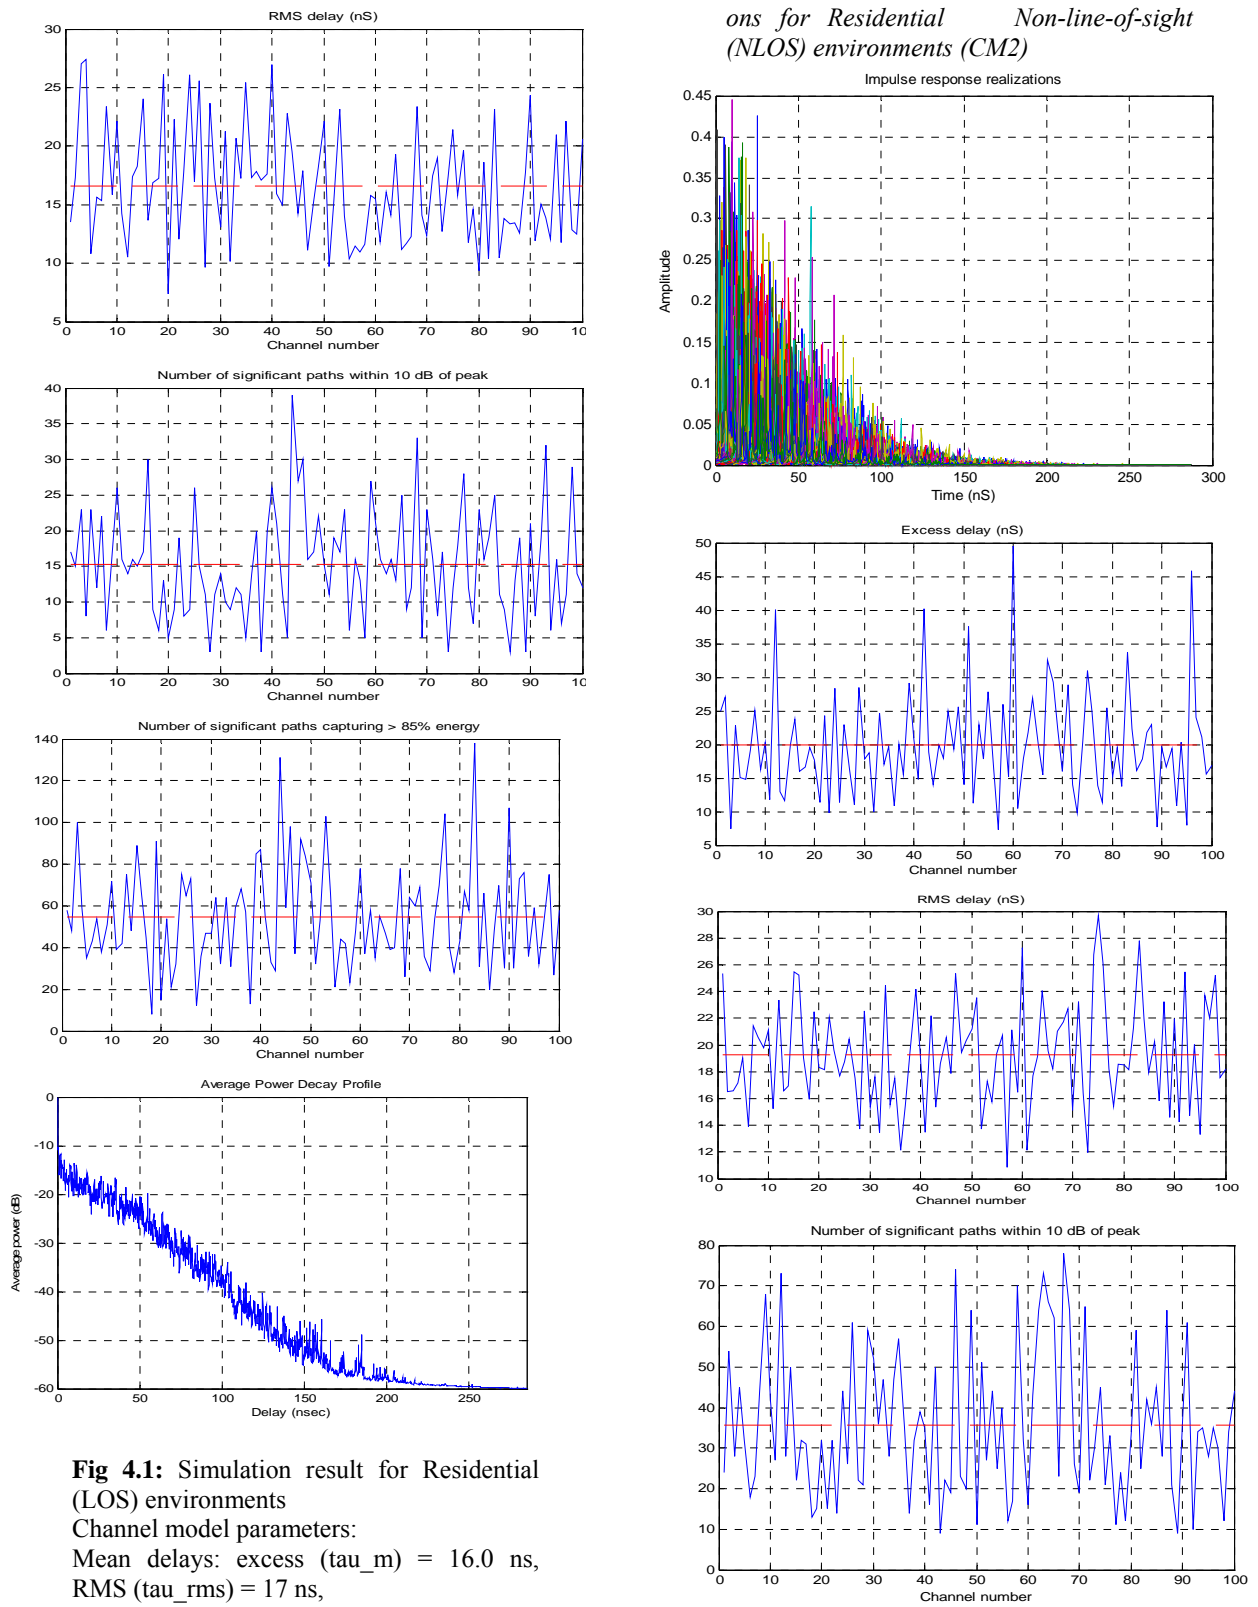 RMS delay (nS)
30
25
20
15
10
5
0 10 20 30 40 50 60 70 80 90 10
Channel number
Number of significant paths within 10 dB of peak
40
35
30
25
20
15
10
5
0
0 10 20 30 40 50 60 70 80 90 10
Channel number
Number of significant paths capturing > 85% energy
140
120
100
80
60
40
20
0
0 10 20 30 40 50 60 70 80 90 100
Channel number
Average Power Decay Profile
0
-10
-20
-30
-40
-50
-60
Average power (dB)
0 50 100 150 200 250
Delay (nsec)
Fig 4.1: Simulation result for Residential
(LOS) environments
Channel model parameters:
Mean delays: excess (tau_m) = 16.0 ns,
RMS (tau_rms) = 17 ns,
ons for Residential Non-line-of-sight
(NLOS) environments (CM2)
Impulse response realizations
0.45
0.4
0.35
0.3
0.25
0.2
0.15
0.1
0.05
0
Amplitude
0 50 100 150 200 250 300
Time (nS)
Excess delay (nS)
50
45
40
35
30
25
20
15
10
5
0 10 20 30 40 50 60 70 80 90 100
Channel number
RMS delay (nS)
30
28
26
24
22
20
18
16
14
12
10
0 10 20 30 40 50 60 70 80 90 100
Channel number
Number of significant paths within 10 dB of peak
80
70
60
50
40
30
20
10
0
0 10 20 30 40 50 60 70 80 90 100
Channel number